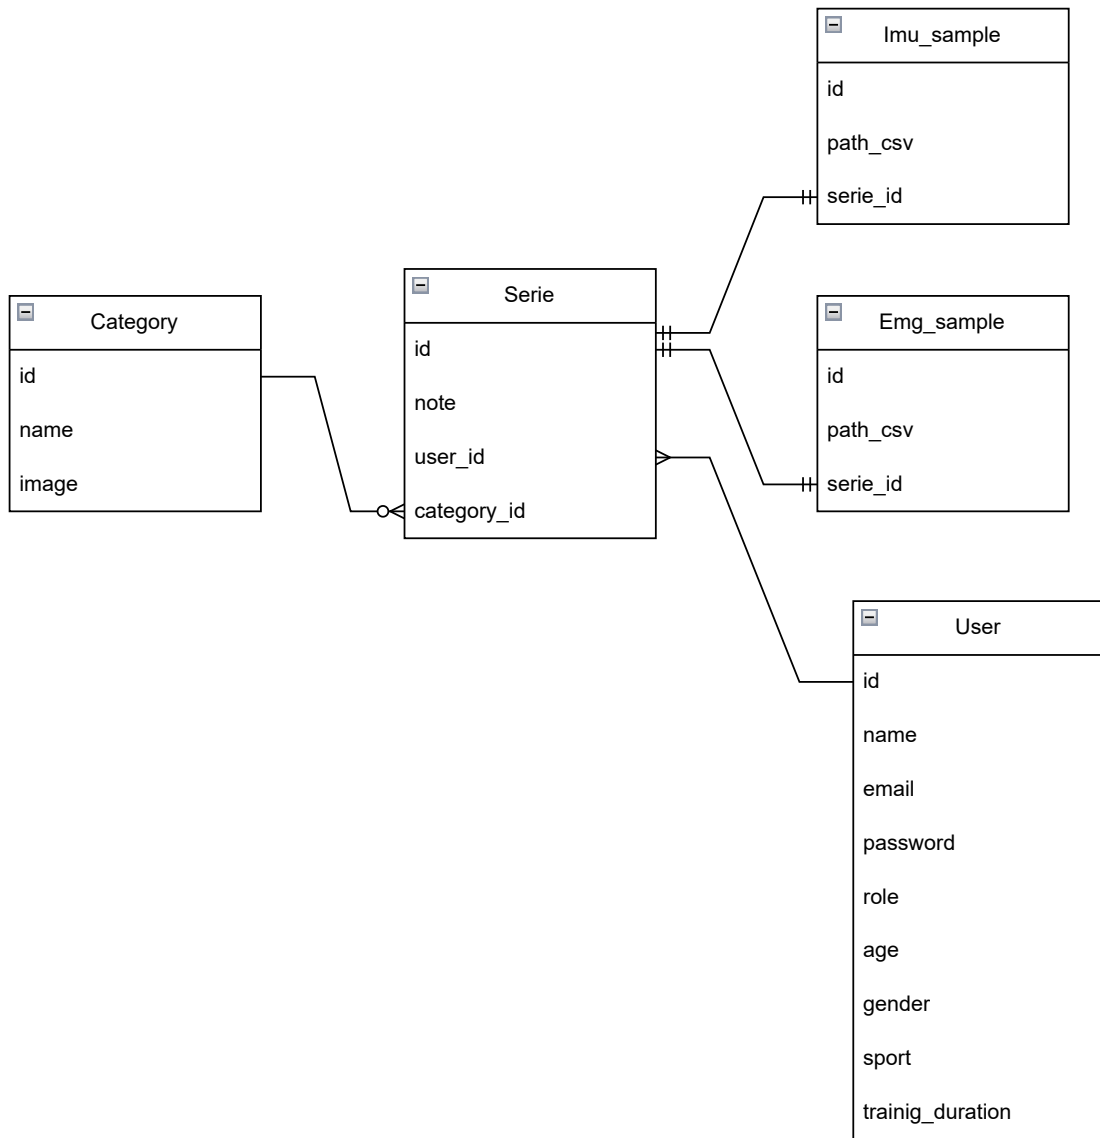 Imu_sample
id
path_csv
serie_id
Category
id
name
image
Serie
id
note
user_id
category_id
Emg_sample
id
path_csv
serie_id
User
id
name
email
password
role
age
gender
sport
trainig_duration